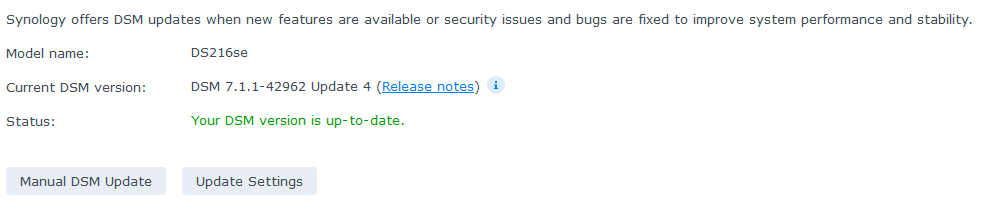 Synology offers DSM updates when new features are available or security issues and bugs are fixed to improve system performance and stability.
Model name: DS216se
Current DSM version: DSM 7.1.1-42962 Update 4 (Release notes) i
Status: Your DSM version is up-to-date.
Manual DSM Update Update Settings